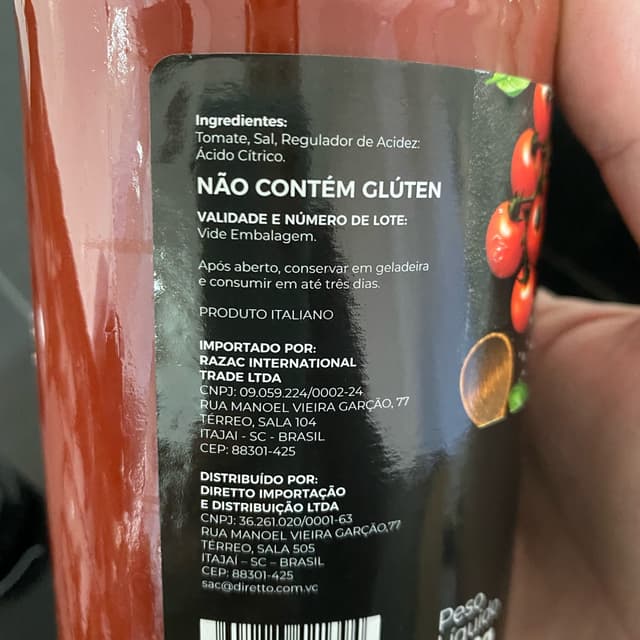 Ingredientes:
Tomate, Sal, Regulador de Acidez:
Ácido Cítrico.
NÃO CONTÉM GLÚTEN
VALIDADE E NÚMERO DE LOTE:
Vide Embalagem.
Após aberto, conservar em geladeira
e consumir em até três dias.
PRODUTO ITALIANO
IMPORTADO POR:
RAZAC INTERNATIONAL
TRADE LTDA
CNPJ: 09.059.224/0002-24
RUA MANOEL VIEIRA GARÇÃO, 77
TÉRREO, SALA 104
ITAJAÍ - SC - BRASIL
CEP: 88301-425
DISTRIBUÍDO POR:
DIRETTO IMPORTAÇÃO
E DISTRIBUIÇÃO LTDA
CNPJ: 36.261.020/0001-63
RUA MANOEL VIEIRA GARÇÃO,77
TÉRREO, SALA 505
ITAJAÍ – SC – BRASIL
CEP: 88301-425
sac@diretto.com.vc
Peso